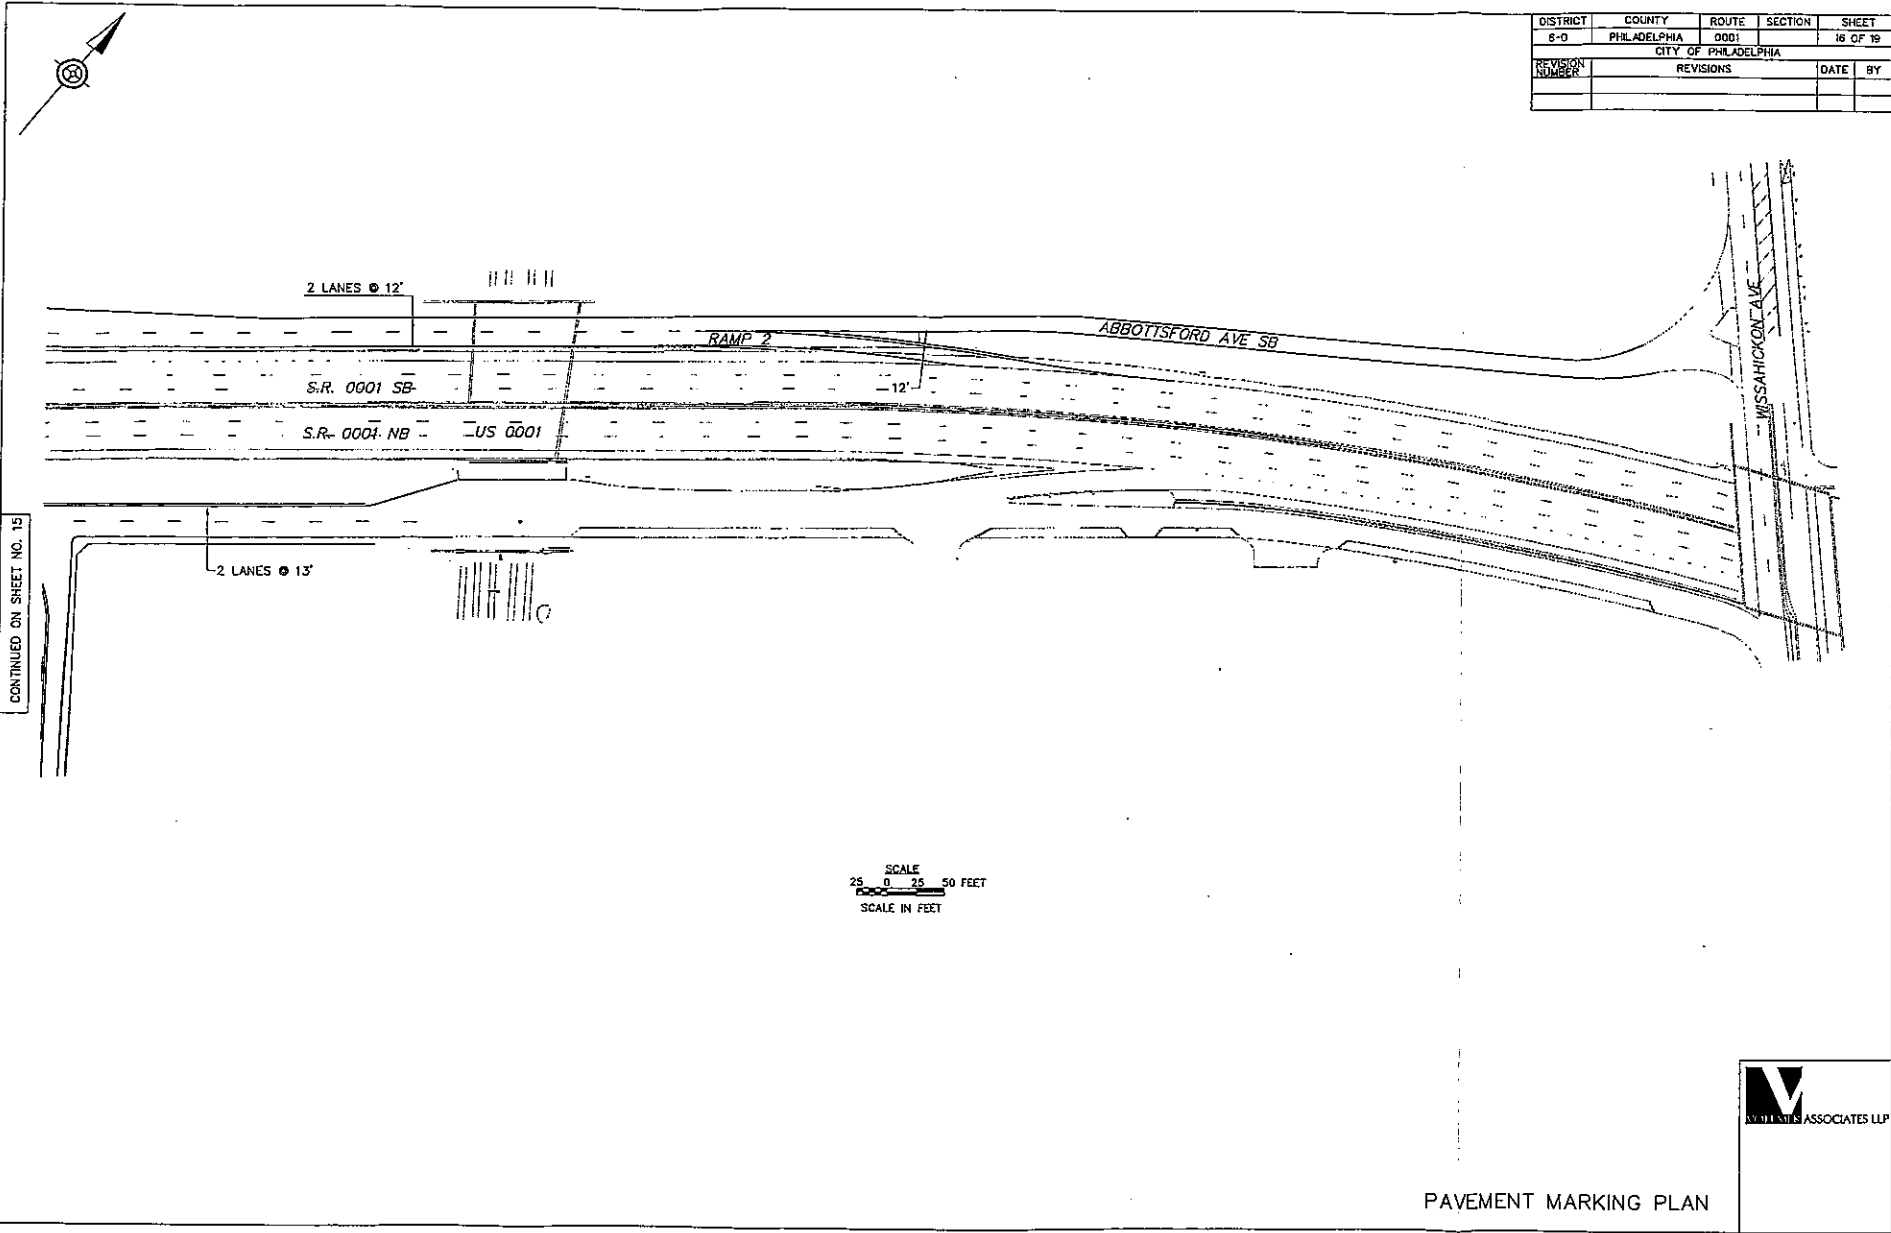 DISTRICT COUNTY ROUTE SECTION SHEET
6-0 PHILADELPHIA 0001 16 OF 19
CITY OF PHILADELPHIA
REVISION NUMBER REVISIONS DATE BY
2 LANES @ 12'
RAMP 2
ABBOTTSFORD AVE SB
WISSAHICKON AVE
S.R. 0001 SB
12'
S.R. 0001 NB
US 0001
2 LANES @ 13'
CONTINUED ON SHEET NO. 15
SCALE
25 0 25 50 FEET
SCALE IN FEET
ASSOCIATES LLP
PAVEMENT MARKING PLAN